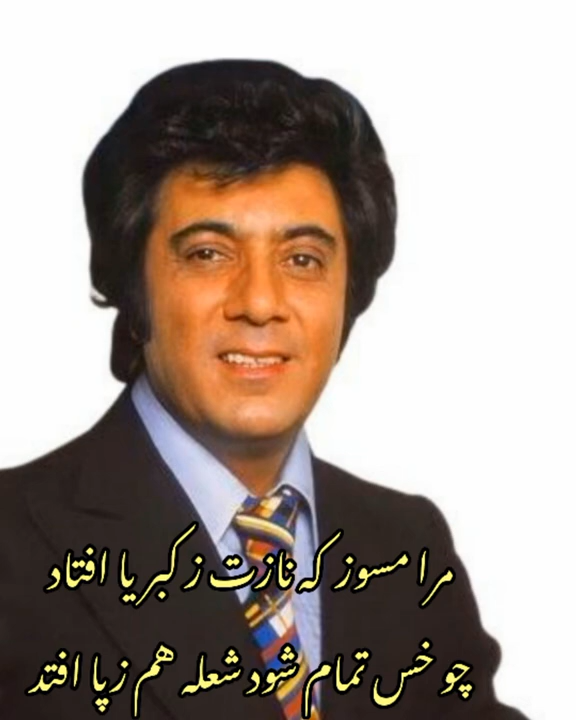 مرا مسوز که نازت ز کبریا افتاد
چو خس تمام شود شعله هم ز پا افتد